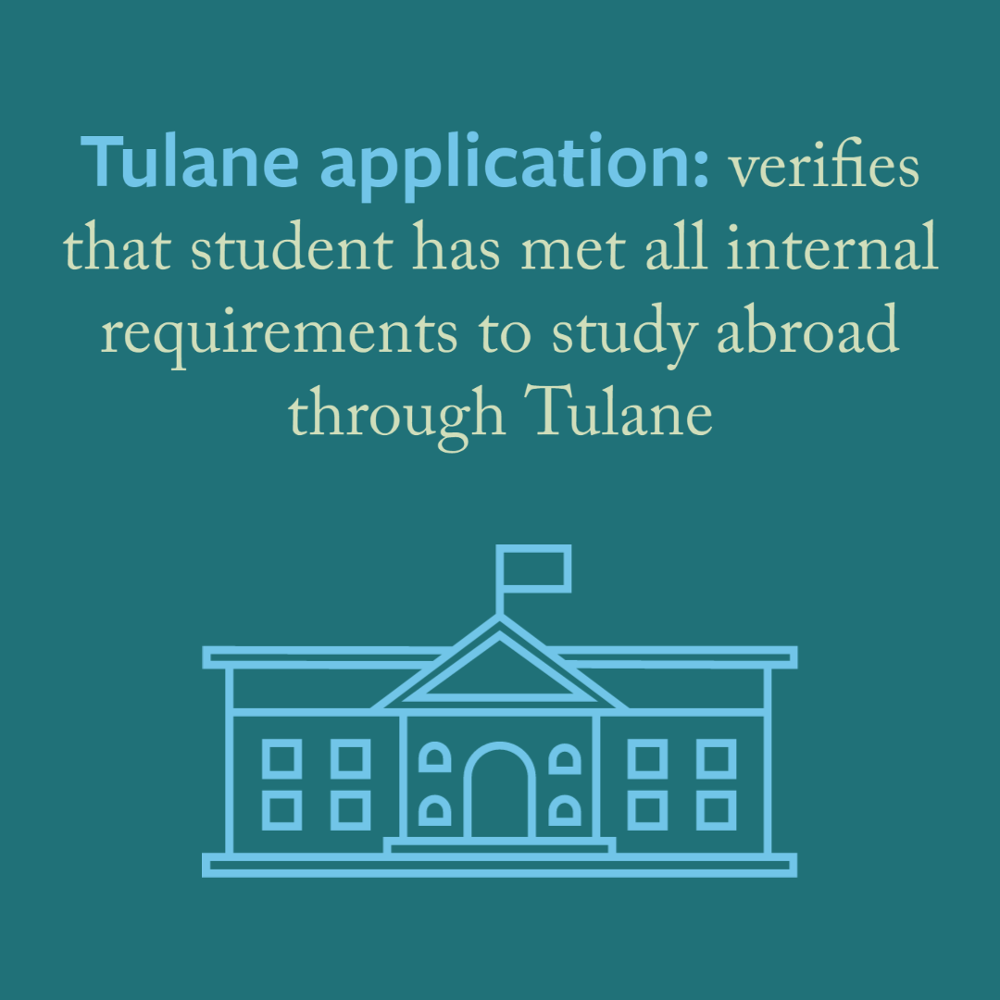 Tulane application: verifies
that student has met all internal
requirements to study abroad
through Tulane